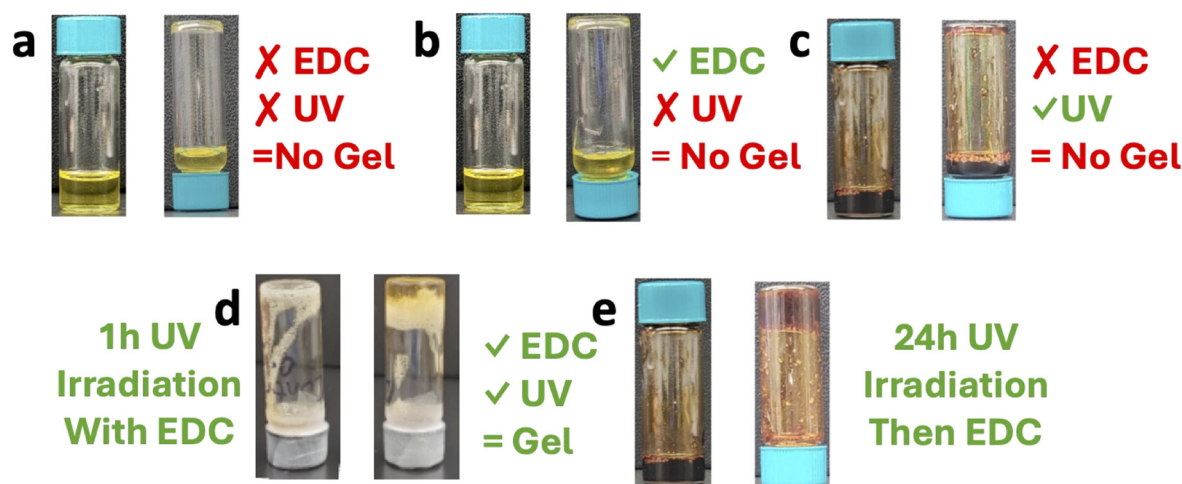 a
✗ EDC
✗ UV
=No Gel
b
✓ EDC
✗ UV
= No Gel
c
✗ EDC
✓UV
= No Gel
1h UV
Irradiation
With EDC
d
✓ EDC
✓ UV
= Gel
e
24h UV
Irradiation
Then EDC